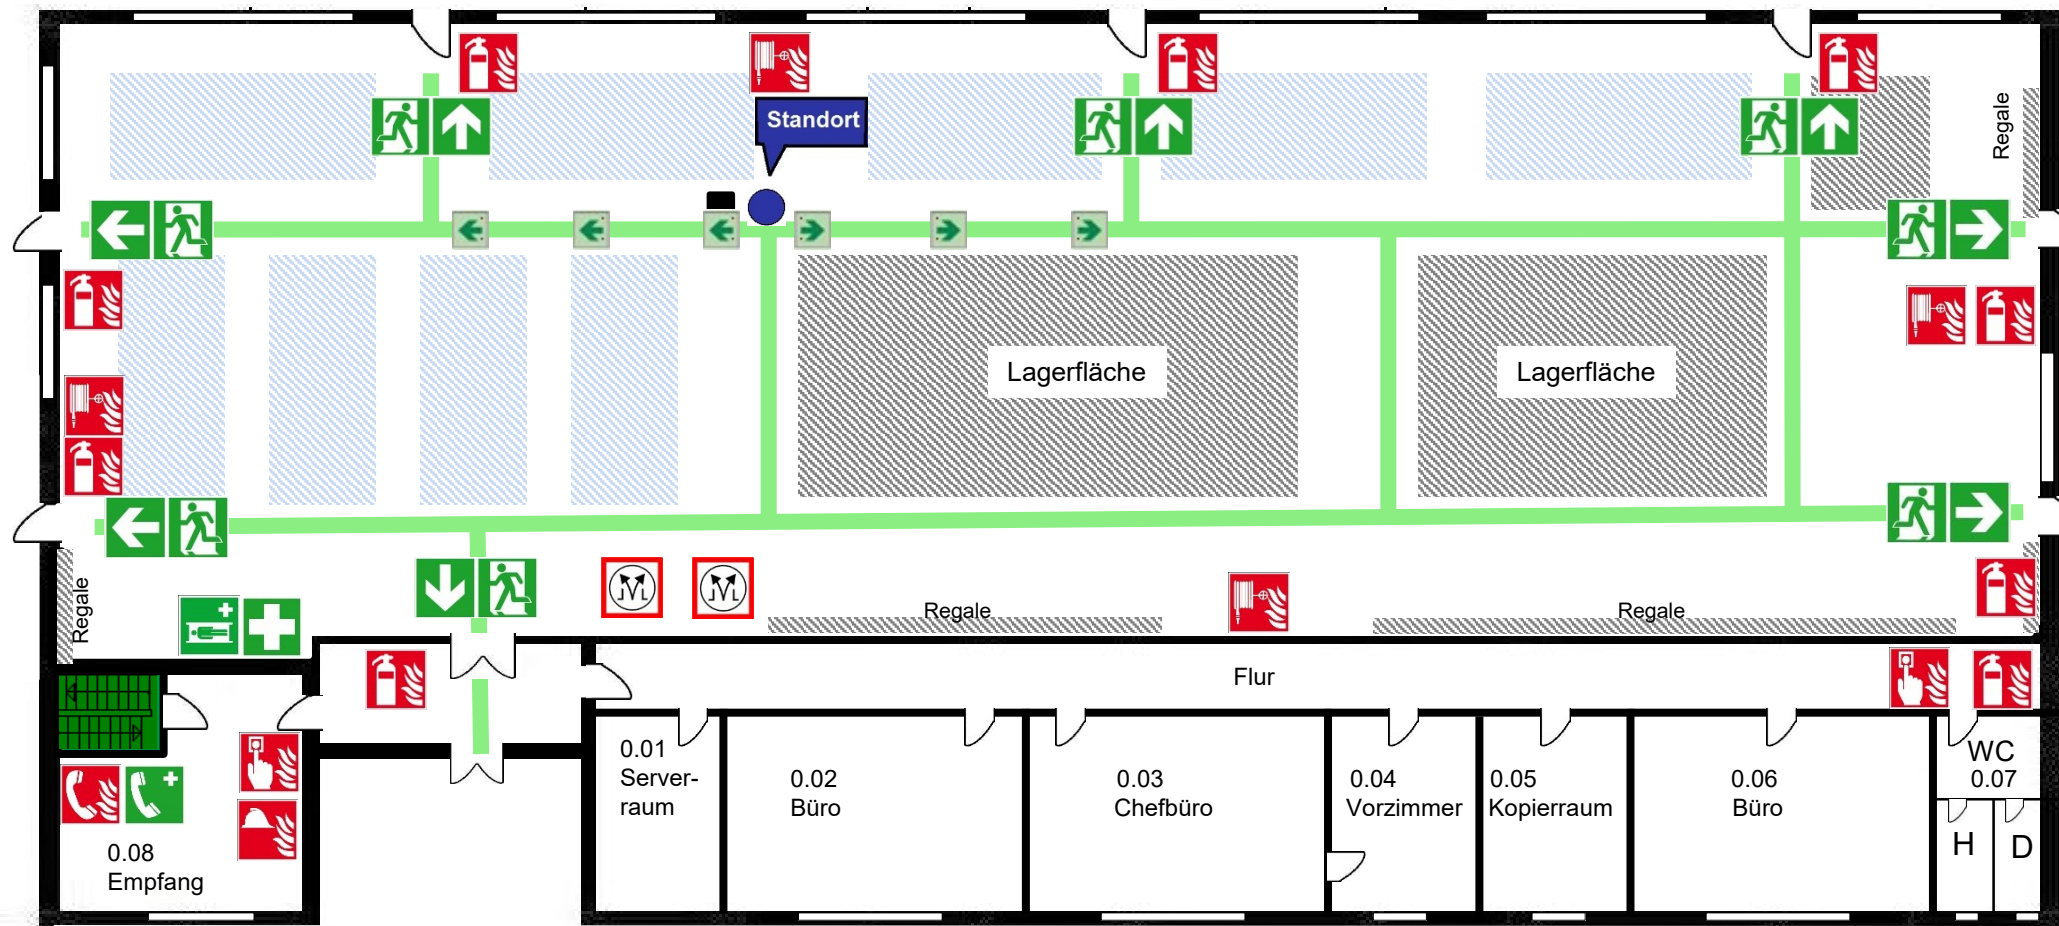 Standort
Regale
Lagerfläche
Lagerfläche
Regale
Regale
Regale
Flur
0.01
Server-
raum
0.02
Büro
0.03
Chefbüro
0.04
Vorzimmer
0.05
Kopierraum
0.06
Büro
WC
0.07
H
D
0.08
Empfang